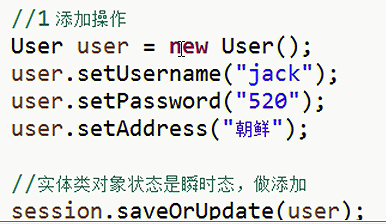 //1 添加操作
User user = new User();
user.setUsername("jack");
user.setPassword("520");
user.setAddress("朝鲜");
//实体类对象状态是瞬时态，做添加
session.saveOrUpdate(user);